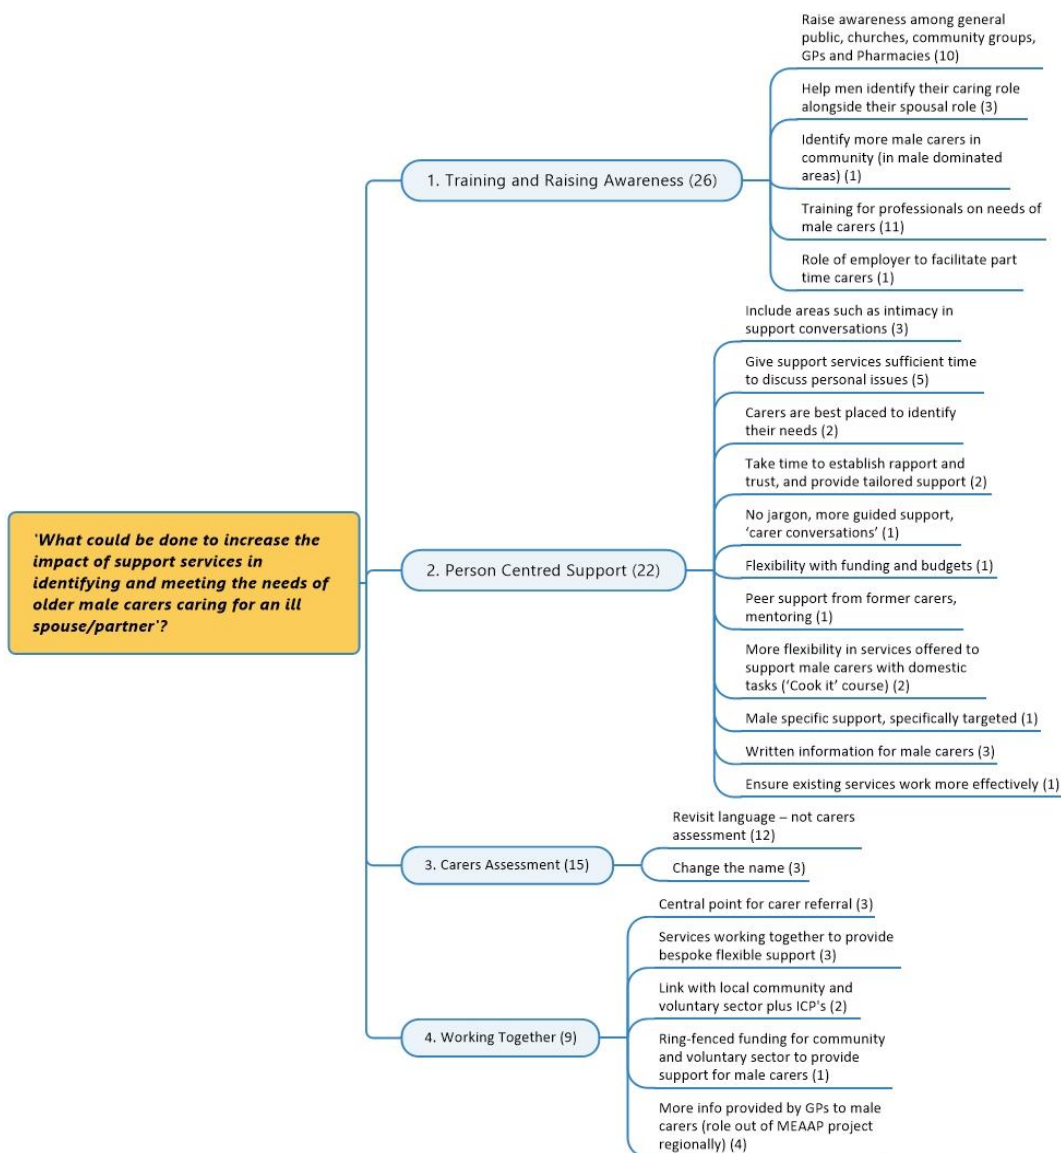 'What could be done to increase the
impact of support services in
identifying and meeting the needs of
older male carers caring for an ill
spouse/partner'?
1. Training and Raising Awareness (26)
Raise awareness among general
public, churches, community groups,
GPs and Pharmacies (10)
Help men identify their caring role
alongside their spousal role (3)
Identify more male carers in
community (in male dominated
areas) (1)
Training for professionals on needs of
male carers (11)
Role of employer to facilitate part
time carers (1)
2. Person Centred Support (22)
Include areas such as intimacy in
support conversations (3)
Give support services sufficient time
to discuss personal issues (5)
Carers are best placed to identify
their needs (2)
Take time to establish rapport and
trust, and provide tailored support (2)
No jargon, more guided support,
‘carer conversations’ (1)
Flexibility with funding and budgets (1)
Peer support from former carers,
mentoring (1)
More flexibility in services offered to
support male carers with domestic
tasks (‘Cook it’ course) (2)
Male specific support, specifically targeted (1)
Written information for male carers (3)
Ensure existing services work more effectively (1)
3. Carers Assessment (15)
Revisit language – not carers
assessment (12)
Change the name (3)
4. Working Together (9)
Central point for carer referral (3)
Services working together to provide
bespoke flexible support (3)
Link with local community and
voluntary sector plus ICP's (2)
Ring-fenced funding for community
and voluntary sector to provide
support for male carers (1)
More info provided by GPs to male
carers (role out of MEAAP project
regionally) (4)